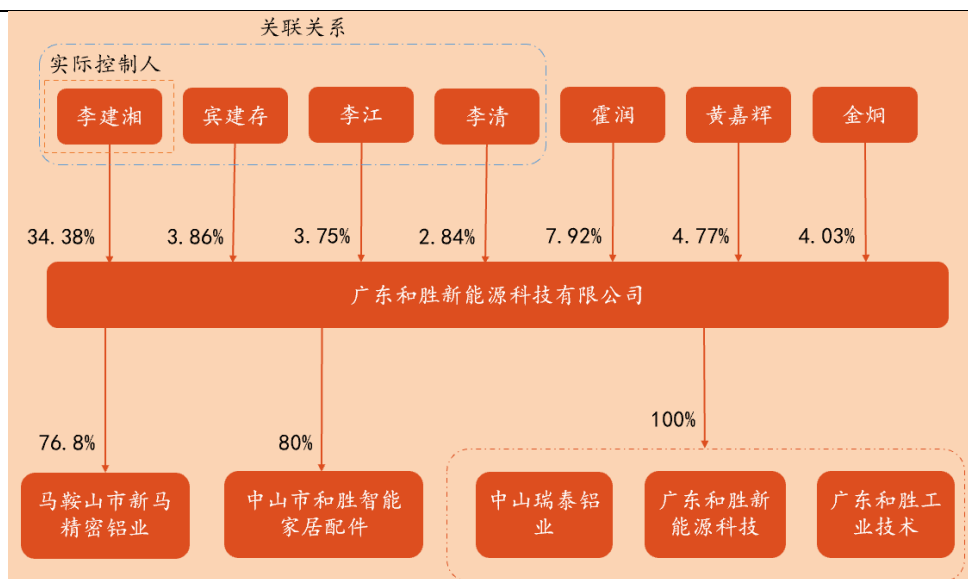 关联关系
实际控制人
李建湘
宾建存
李江
李清
霍润
黄嘉辉
金炯
34.38%
3.86%
3.75%
2.84%
7.92%
4.77%
4.03%
广东和胜新能源科技有限公司
76.8%
80%
100%
马鞍山市新马
精密铝业
中山市和胜智能
家居配件
中山瑞泰铝
业
广东和胜新
能源科技
广东和胜工
业技术